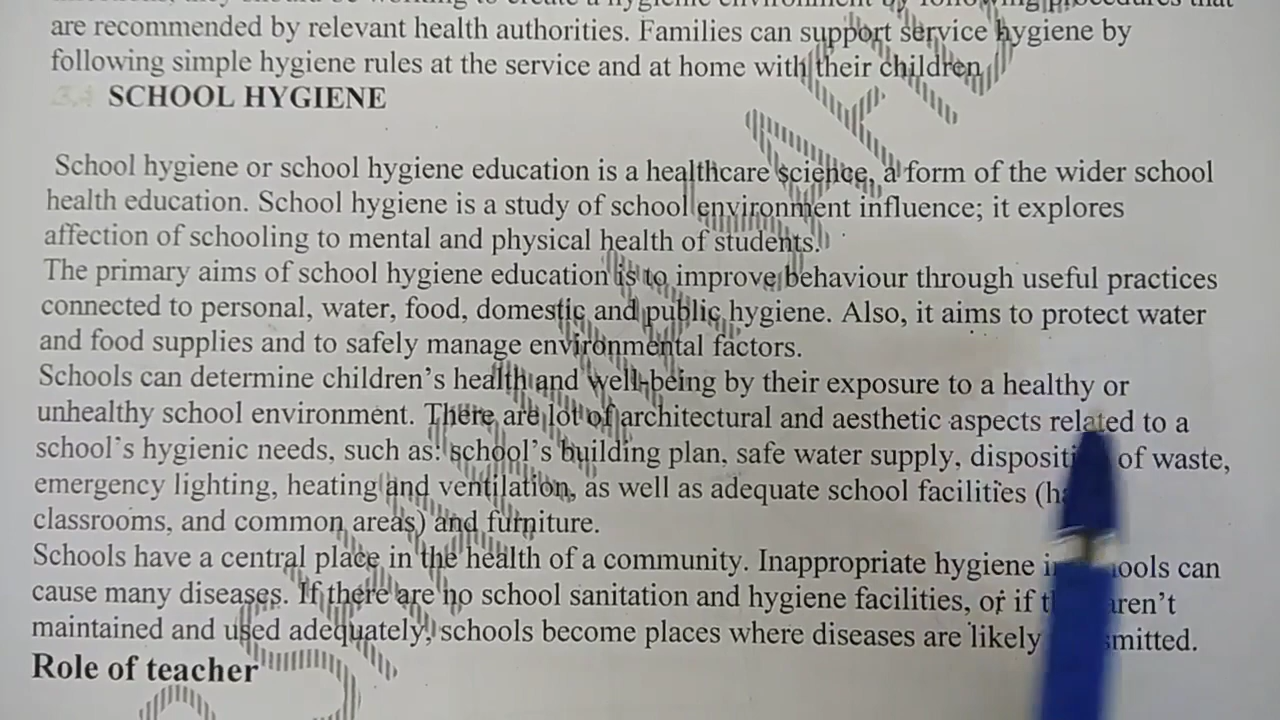 are recommended by relevant health authorities. Families can support service hygiene by
following simple hygiene rules at the service and at home with their children
3.4 SCHOOL HYGIENE
School hygiene or school hygiene education is a healthcare science, a form of the wider school
health education. School hygiene is a study of school environment influence; it explores
affection of schooling to mental and physical health of students.
The primary aims of school hygiene education is to improve behaviour through useful practices
connected to personal, water, food, domestic and public hygiene. Also, it aims to protect water
and food supplies and to safely manage environmental factors.
Schools can determine children's health and well-being by their exposure to a healthy or
unhealthy school environment. There are lot of architectural and aesthetic aspects related to a
school's hygienic needs, such as: school's building plan, safe water supply, of waste,
emergency lighting, heating and ventilation, as well as adequate school facilities
classrooms, and common areas) and furniture.
Schools have a central place in the health of a community. Inappropriate hygiene can
cause many diseases. If there are no school sanitation and hygiene facilities, or if aren't
maintained and used adequately, schools become places where diseases are likely
Role of teacher